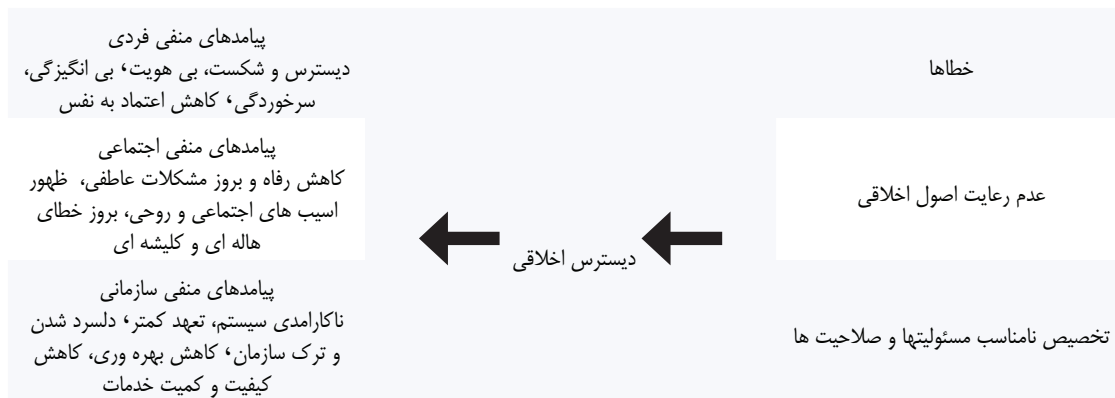 خطاها
عدم رعایت اصول اخلاقی
تخصیص نامناسب مسئولیتها و صلاحیت ها
دیسترس اخلاقی
پیامدهای منفی فردی
دیسترس و شکست، بی هویت، بی انگیزگی،
سرخوردگی، کاهش اعتماد به نفس
پیامدهای منفی اجتماعی
کاهش رفاه و بروز مشکلات عاطفی، ظهور
اسیب های اجتماعی و روحی، بروز خطای
هاله ای و کلیشه ای
پیامدهای منفی سازمانی
ناکارامدی سیستم، تعهد کمتر، دلسرد شدن
و ترک سازمان، کاهش بهره وری، کاهش
کیفیت و کمیت خدمات